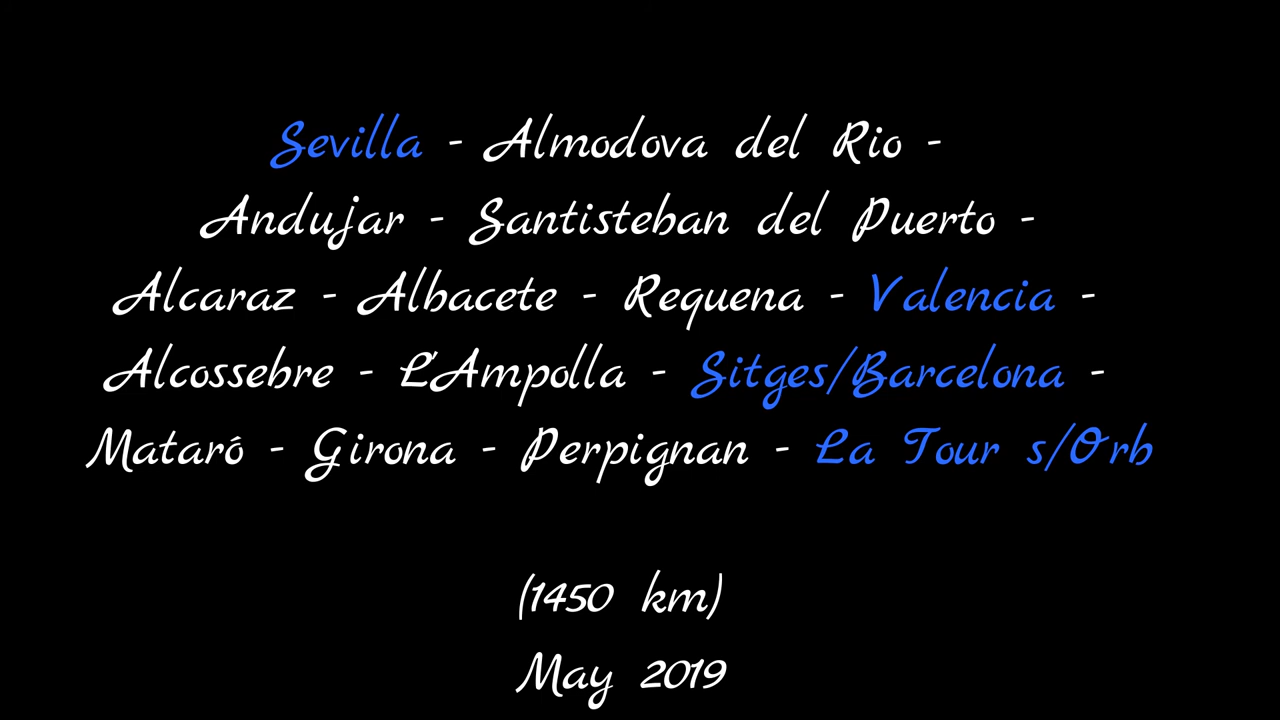 Sevilla - Almodova del Rio -
Andujar - Santisteban del Puerto -
Alcaraz - Albacete - Requena - Valencia -
Alcossebre - L'Ampolla - Sitges/Barcelona -
Mataró - Girona - Perpignan - La Tour s/Orb
(1450 km)
May 2019